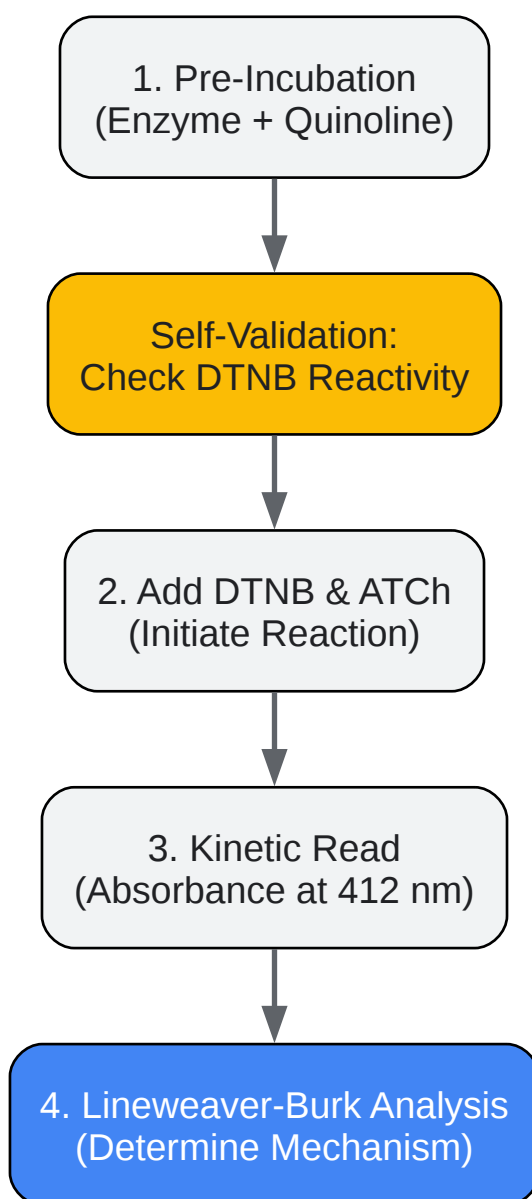 1. Pre-Incubation
(Enzyme + Quinoline)
Self-Validation:
Check DTNB Reactivity
2. Add DTNB & ATCh
(Initiate Reaction)
3. Kinetic Read
(Absorbance at 412 nm)
4. Lineweaver-Burk Analysis
(Determine Mechanism)